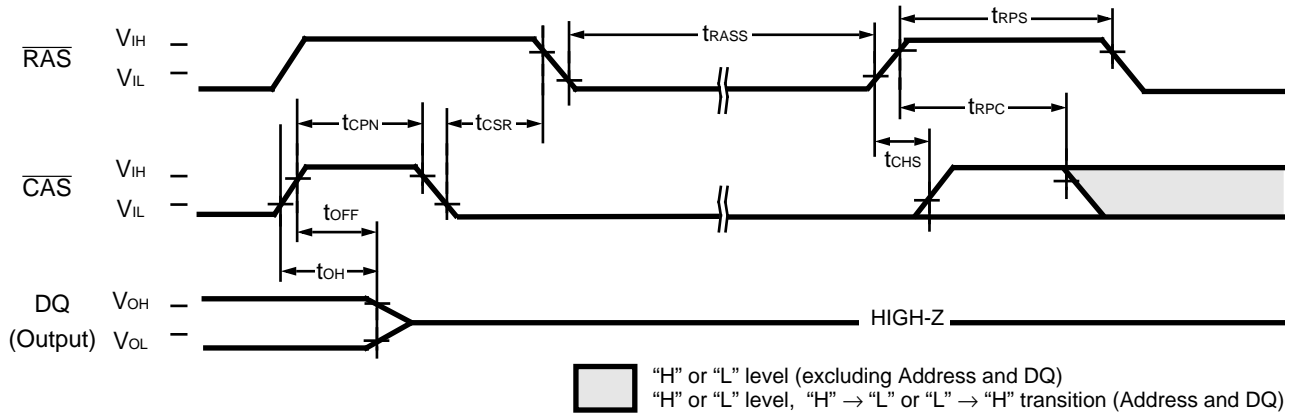 RAS
VIH
VIL
tRASS
tRPS
tRPC
tCHS
CAS
VIH
VIL
tCPN
tCSR
tOFF
tOH
DQ
(Output)
VOH
VOL
HIGH-Z
“H” or “L” level (excluding Address and DQ)
“H” or “L” level, “H” → “L” or “L” → “H” transition (Address and DQ)